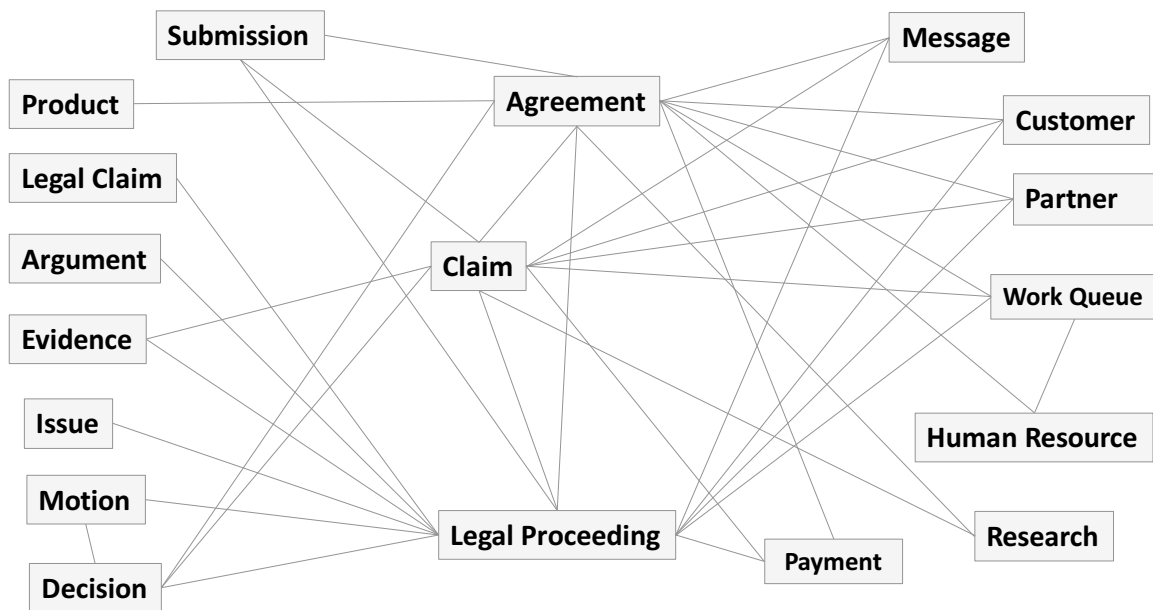 Submission
Message
Product
Agreement
Customer
Legal Claim
Partner
Argument
Claim
Work Queue
Evidence
Issue
Human Resource
Motion
Legal Proceeding
Research
Payment
Decision